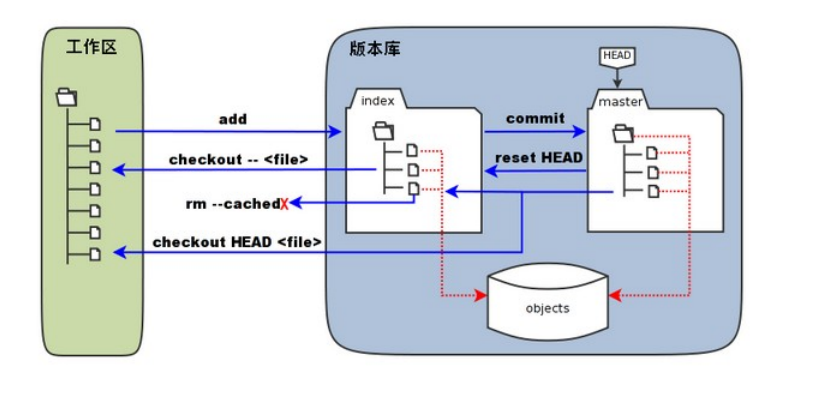 工作区
版本库
HEAD
index
master
add
commit
checkout -- <file>
reset HEAD
rm --cached
X
checkout HEAD <file>
objects